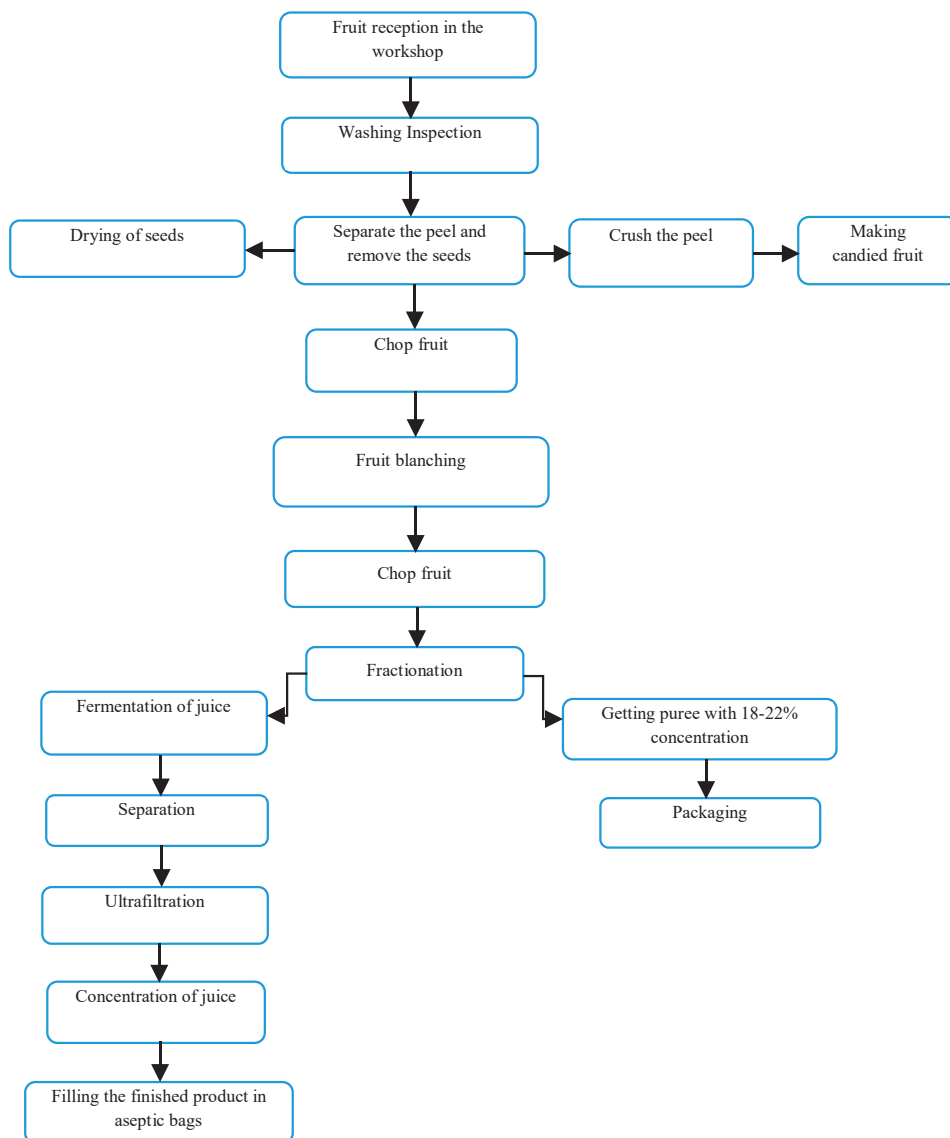 Fruit reception in the
workshop
Washing Inspection
Drying of seeds
Separate the peel and
remove the seeds
Crush the peel
Making
candied fruit
Chop fruit
Fruit blanching
Chop fruit
Fractionation
Fermentation of juice
Getting puree with 18-22%
concentration
Separation
Packaging
Ultrafiltration
Concentration of juice
Filling the finished product in
aseptic bags